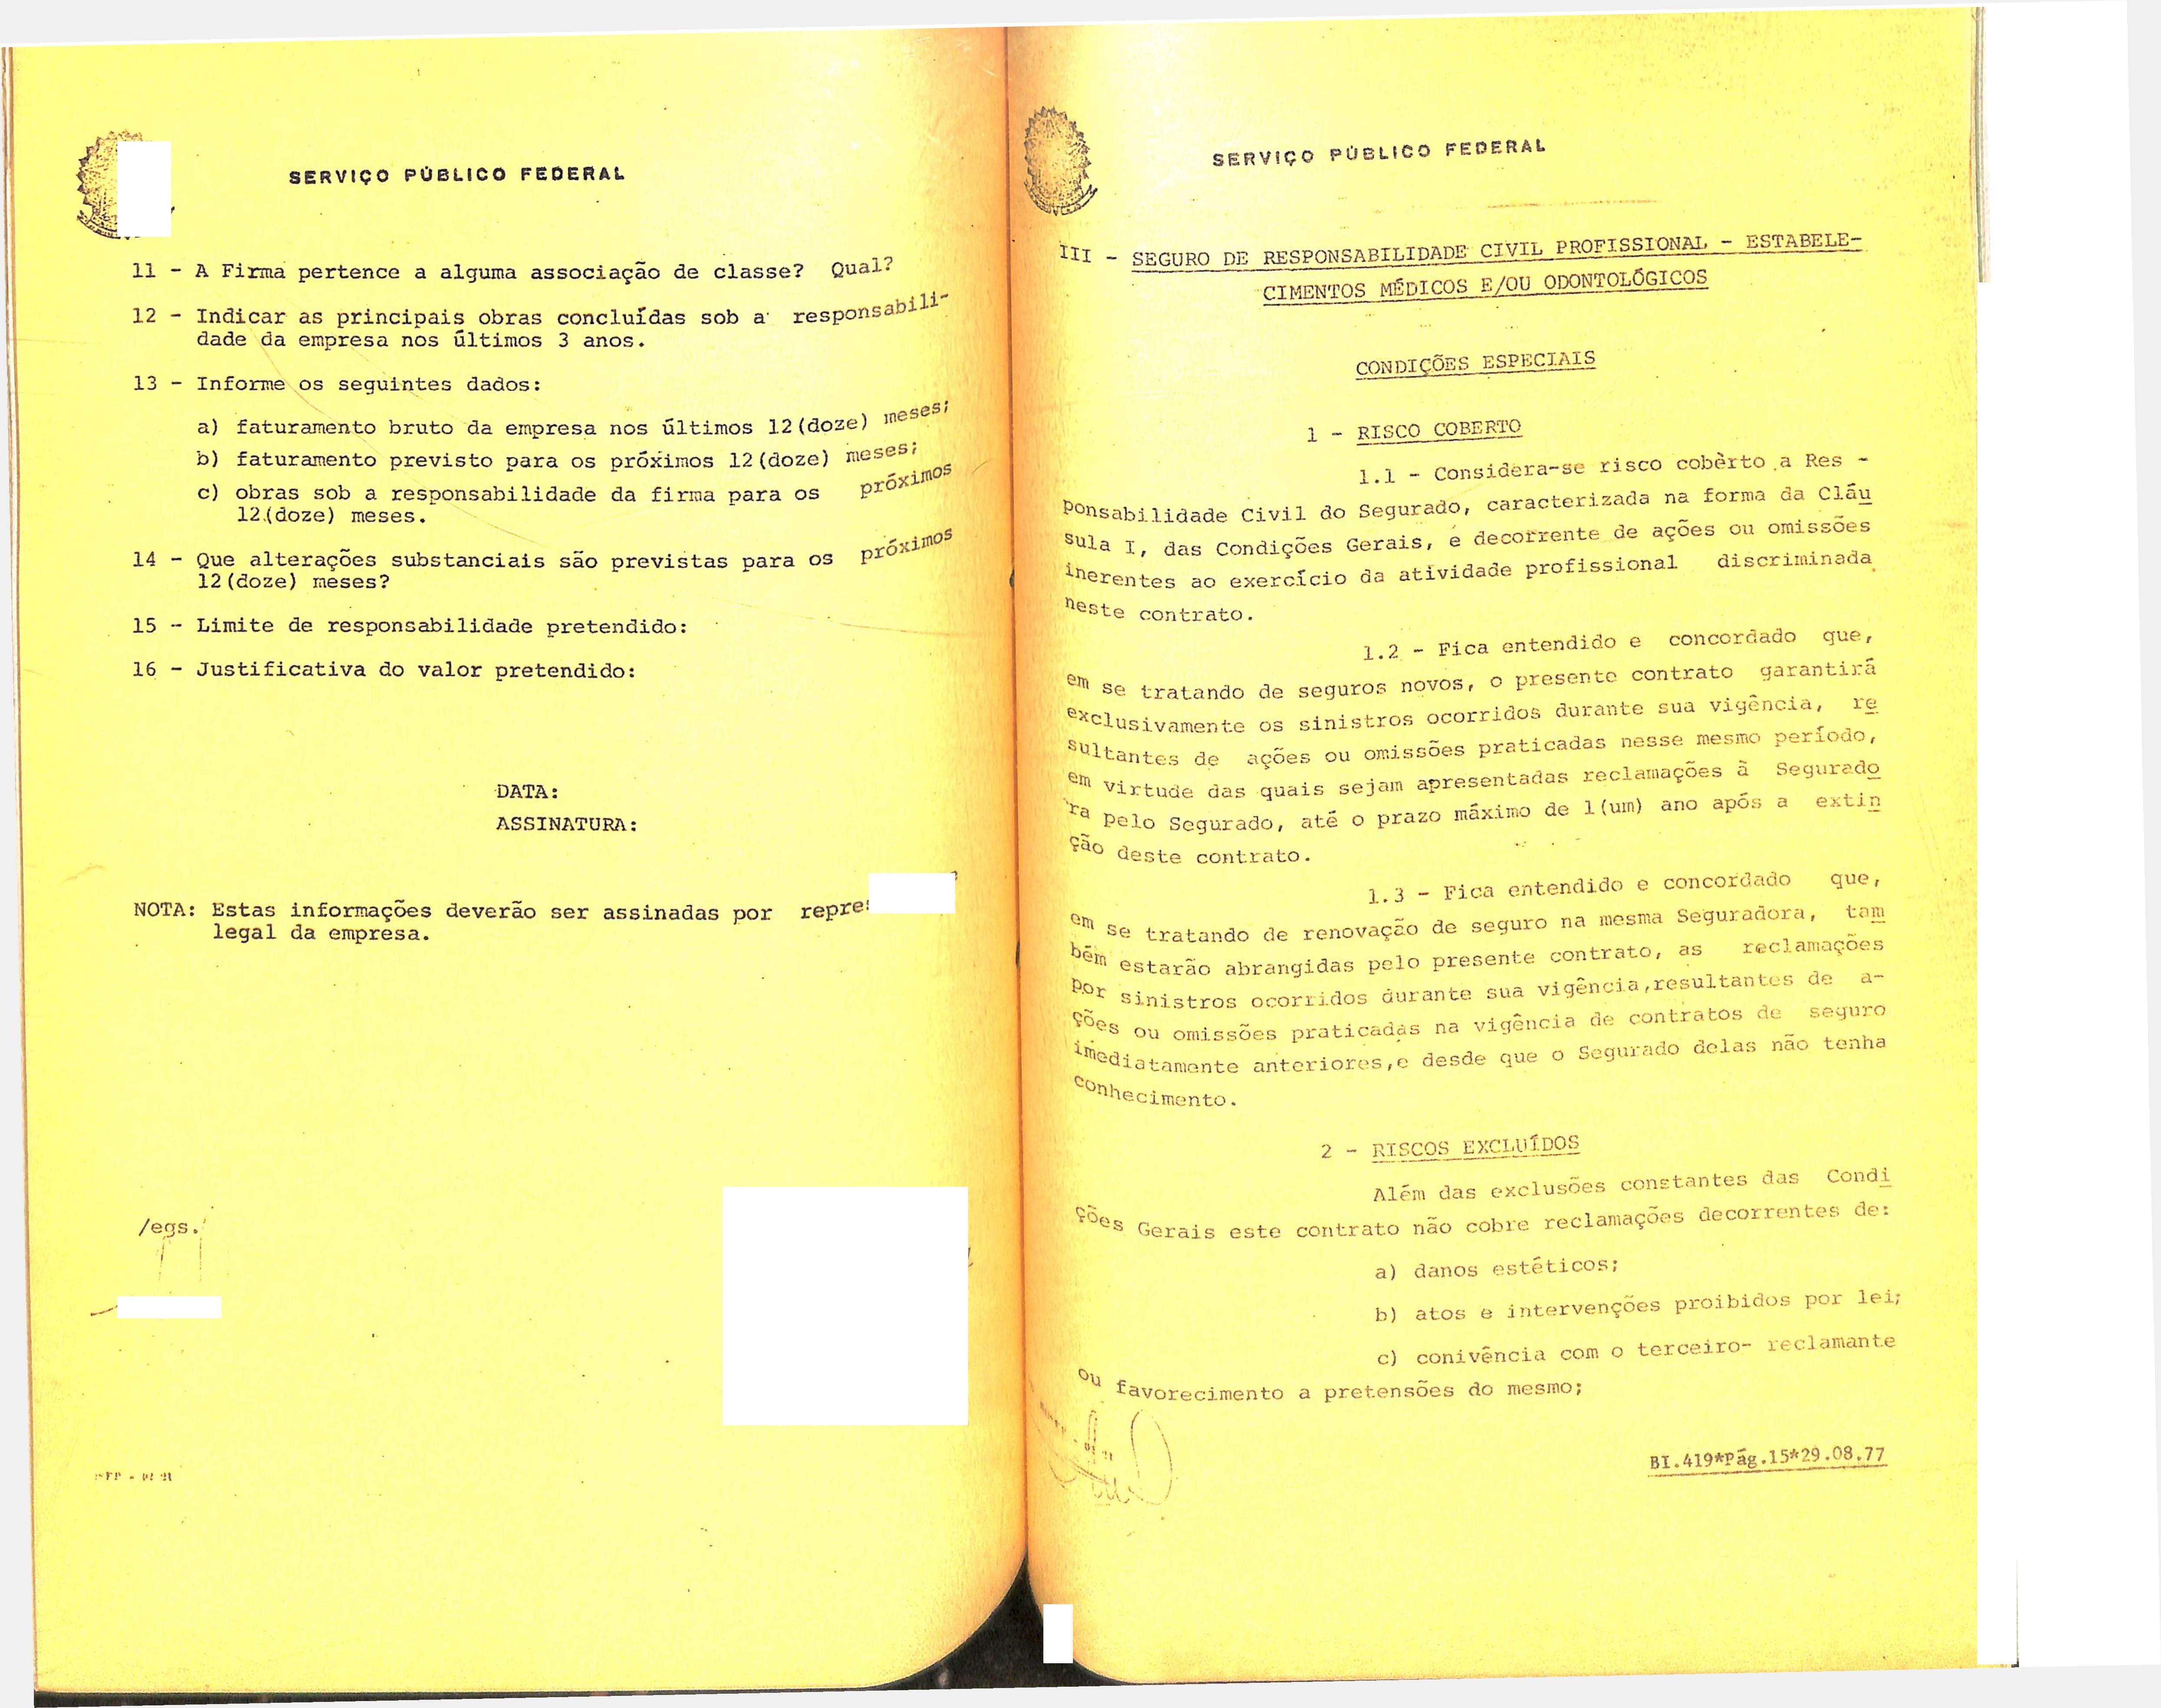 SERVIÇO PÚBLICO FEDERAL
11 - A Firma pertence a alguma associação de classe? Qual?
12 - Indicar as principais obras concluídas sob a responsabili-
dade da empresa nos últimos 3 anos.
13 - Informe os seguintes dados:
a) faturamento bruto da empresa nos últimos 12(doze) meses;
b) faturamento previsto para os próximos 12(doze) meses;
c) obras sob a responsabilidade da firma para os próximos
12(doze) meses.
14 - Que alterações substanciais são previstas para os próximos
12(doze) meses?
15 - Limite de responsabilidade pretendido:
16 - Justificativa do valor pretendido:
DATA:
ASSINATURA:
NOTA: Estas informações deverão ser assinadas por
legal da empresa.
/egs.
SERVIÇO PÚBLICO FEDERAL
III - SEGURO DE RESPONSABILIDADE CIVIL PROFISSIONAL - ESTABELE-
CIMENTOS MÉDICOS E/OU ODONTOLÓGICOS
CONDIÇÕES ESPECIAIS
1 - RISCO COBERTO
1.1 - Considera-se risco coberto a Res -
ponsabilidade Civil do Segurado, caracterizada na forma da Cláu
sula I, das Condições Gerais, e decorrente de ações ou omissões
inerentes ao exercício da atividade profissional discriminada
neste contrato.
1.2 - Fica entendido e concordado que,
em se tratando de seguros novos, o presente contrato garantirá
exclusivamente os sinistros ocorridos durante sua vigência, re
sultantes de ações ou omissões praticadas nesse mesmo período,
em virtude das quais sejam apresentadas reclamações à Segurado
ra pelo Segurado, até o prazo máximo de 1(um) ano após a extin
ção deste contrato.
1.3 - Fica entendido e concordado que,
em se tratando de renovação de seguro na mesma Seguradora, tam
bém estarão abrangidas pelo presente contrato, as reclamações
por sinistros ocorridos durante sua vigência,resultantes de a-
ções ou omissões praticadas na vigência de contratos de seguro
imediatamente anteriores,e desde que o Segurado delas não tenha
conhecimento.
2 - RISCOS EXCLUÍDOS
Além das exclusões constantes das Condi
ções Gerais este contrato não cobre reclamações decorrentes de:
a) danos estéticos;
b) atos e intervenções proibidos por lei;
c) conivência com o terceiro- reclamante
ou favorecimento a pretensões do mesmo;
BI.419*Pág.15*29.08.77